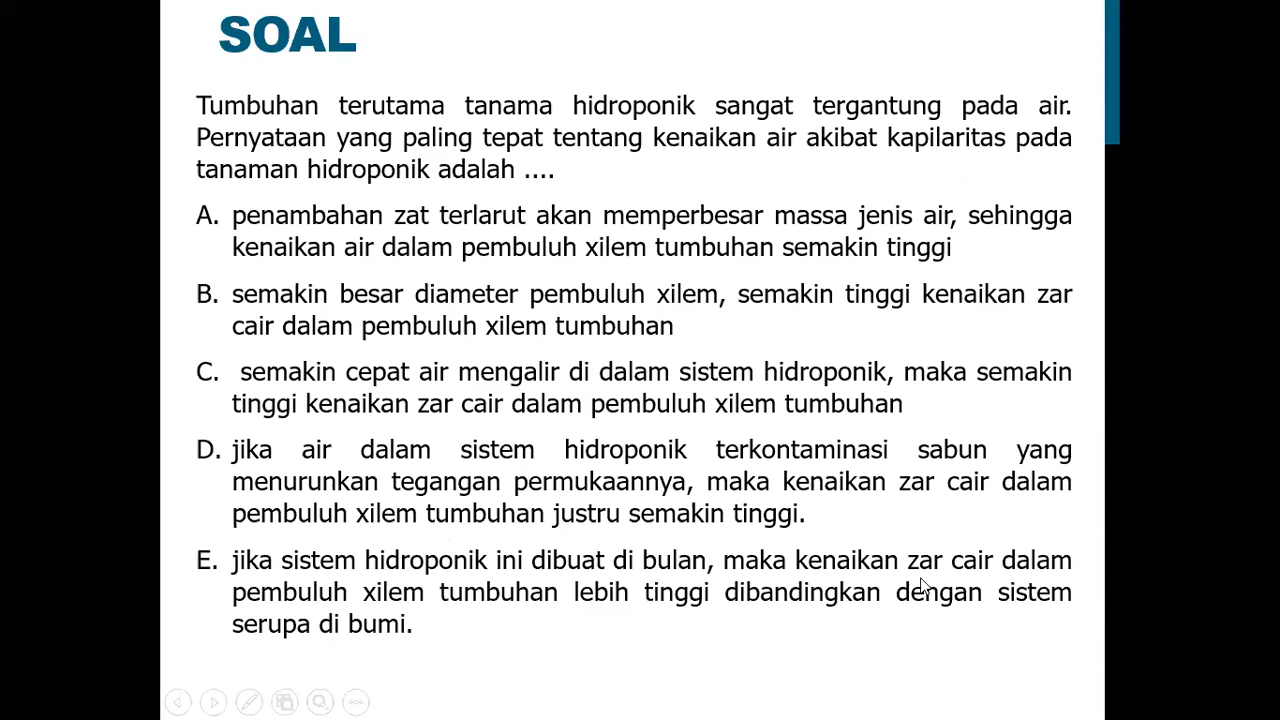 SOAL
Tumbuhan terutama tanama hidroponik sangat tergantung pada air.
Pernyataan yang paling tepat tentang kenaikan air akibat kapilaritas pada
tanaman hidroponik adalah ....
A. penambahan zat terlarut akan memperbesar massa jenis air, sehingga
kenaikan air dalam pembuluh xilem tumbuhan semakin tinggi
B. semakin besar diameter pembuluh xilem, semakin tinggi kenaikan zar
cair dalam pembuluh xilem tumbuhan
C. semakin cepat air mengalir di dalam sistem hidroponik, maka semakin
tinggi kenaikan zar cair dalam pembuluh xilem tumbuhan
D. jika air dalam sistem hidroponik terkontaminasi sabun yang
menurunkan tegangan permukaannya, maka kenaikan zar cair dalam
pembuluh xilem tumbuhan justru semakin tinggi.
E. jika sistem hidroponik ini dibuat di bulan, maka kenaikan zar cair dalam
pembuluh xilem tumbuhan lebih tinggi dibandingkan dengan sistem
serupa di bumi.